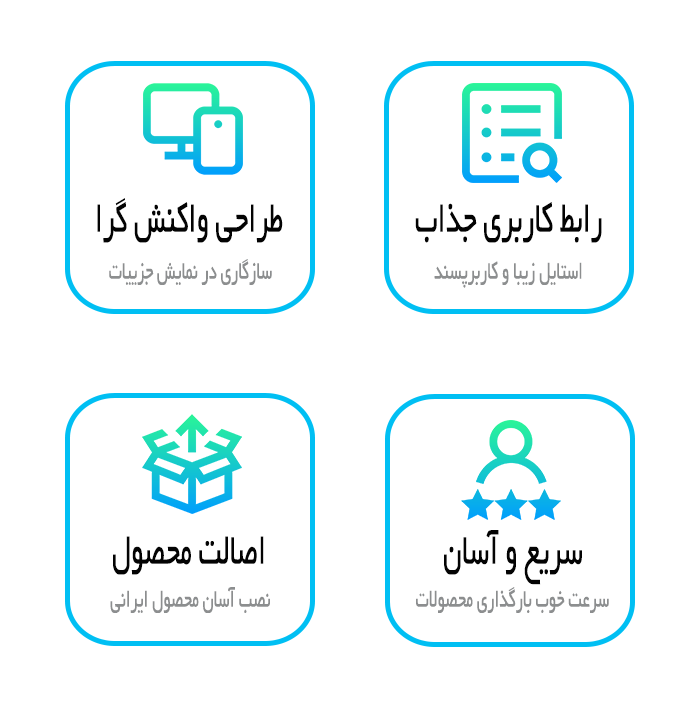 رابط کاربری جذاب
استایل زیبا و کاربرپسند
طراحی واکنش گرا
سازگاری در نمایش جزییات
سریع و آسان
سرعت خوب بارگذاری محصولات
اصالت محصول
نصب آسان محصول ایرانی